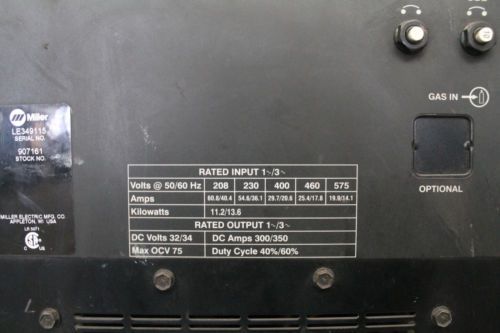 GAS IN
OPTIONAL
Miller
LE349115
SERIAL NO.
907161
STOCK NO.
MILLER ELECTRIC MFG. CO.
APPLETON, WI. USA
LR 5071
RATED INPUT 1~/3~
Volts @ 50/60 Hz 208 230 400 460 575
Amps 60.8/40.4 54.6/36.1 29.7/20.6 25.4/17.8 19.9/14.1
Kilowatts 11.2/13.6
RATED OUTPUT 1~/3~
DC Volts 32/34 DC Amps 300/350
Max OCV 75 Duty Cycle 40%/60%